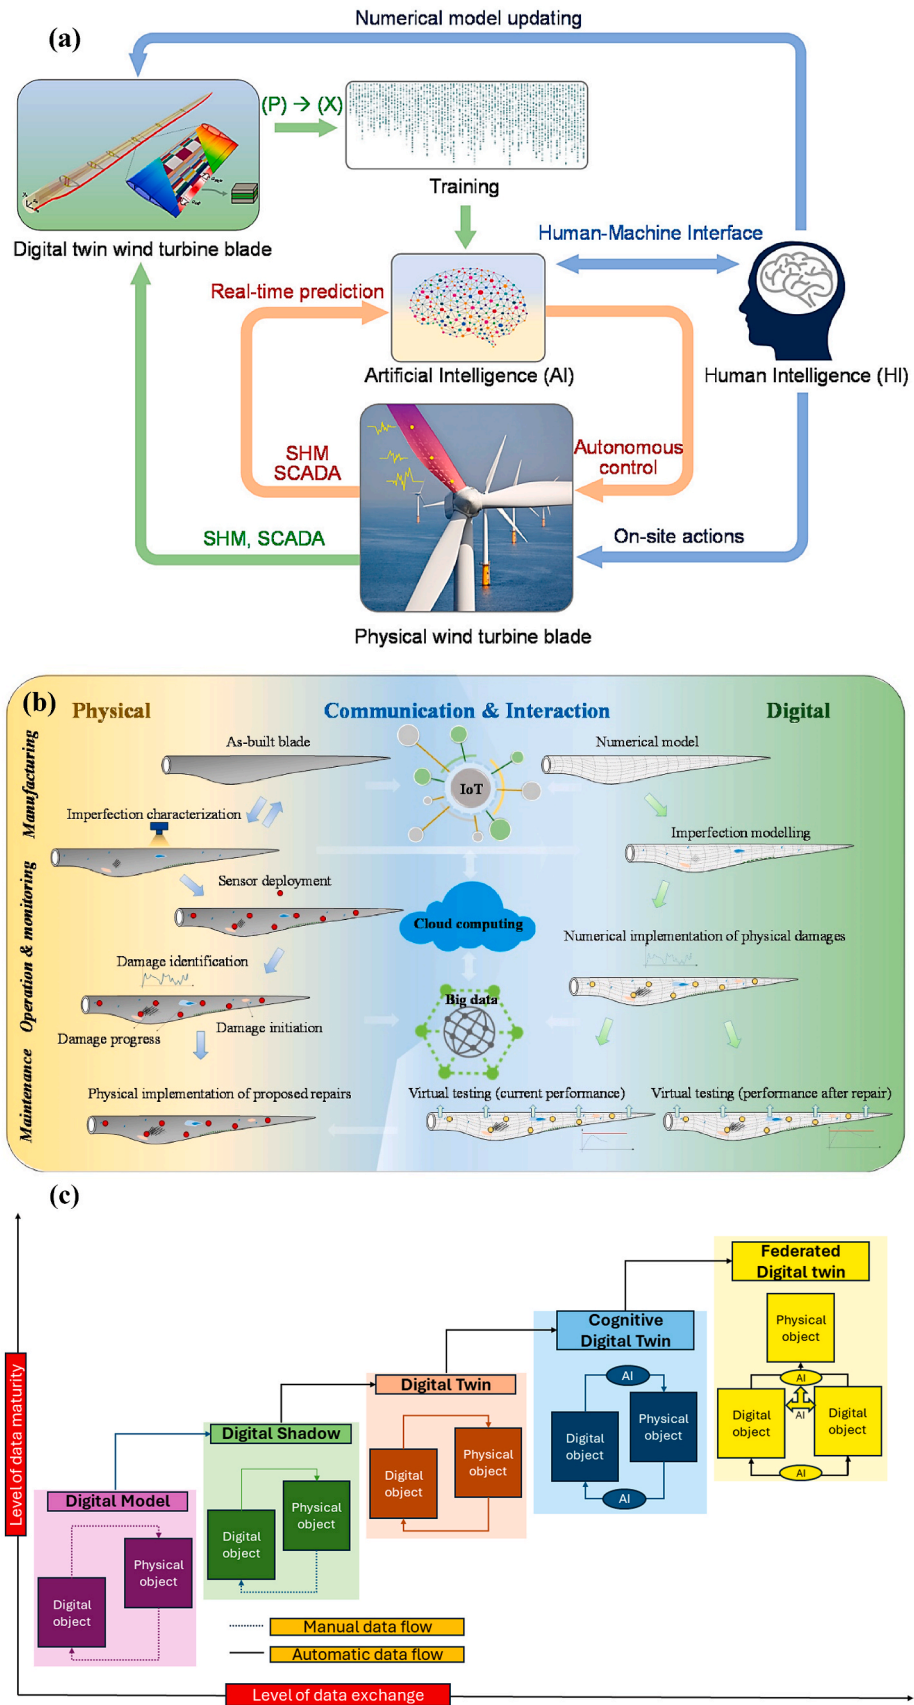 (a)
Numerical model updating
(P) → (X)
Training
Digital twin wind turbine blade
Human-Machine Interface
Real-time prediction
Artificial Intelligence (AI)
Human Intelligence (HI)
SHM
SCADA
Autonomous
control
SHM, SCADA
On-site actions
Physical wind turbine blade
(b)
Physical
Communication & Interaction
Digital
Manufacturing
As-built blade
Numerical model
IoT
Imperfection characterization
Imperfection modelling
Operation & monitoring
Sensor deployment
Cloud computing
Numerical implementation of physical damages
Damage identification
Big data
Damage progress
Damage initiation
Maintenance
Physical implementation of proposed repairs
Virtual testing (current performance)
Virtual testing (performance after repair)
(c)
Level of data maturity
Federated
Digital twin
Physical
object
AI
Digital
object
AI
Digital
object
AI
Cognitive
Digital Twin
AI
Digital
object
Physical
object
AI
Digital Twin
Digital
object
Physical
object
Digital Shadow
Digital
object
Physical
object
Digital Model
Digital
object
Physical
object
Manual data flow
Automatic data flow
Level of data exchange